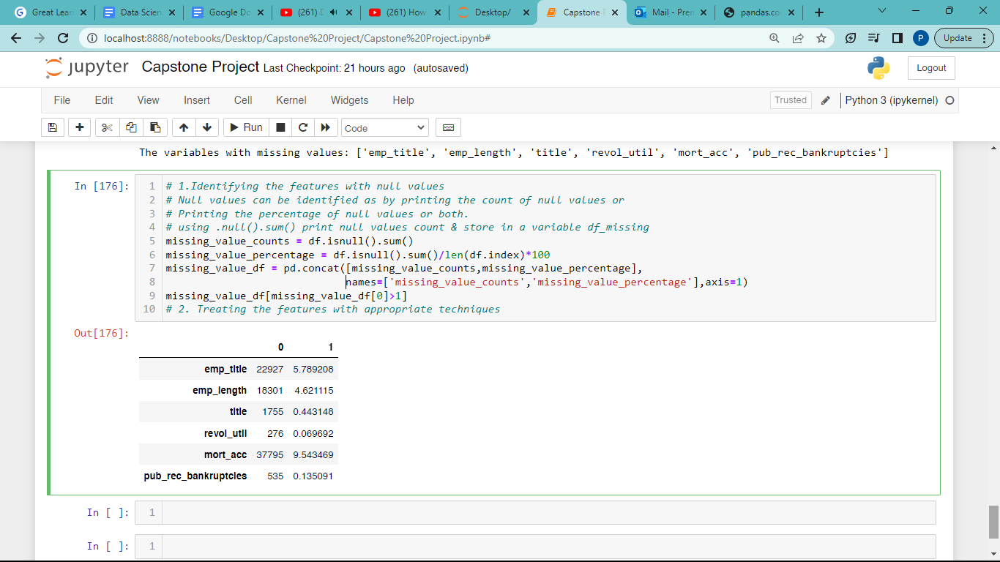 Great Lear
Data Scien
Google Do
(261)
(261) How
Desktop/
Capstone
Mail - Pre
pandas.co
localhost:8888/notebooks/Desktop/Capstone%20Project/Capstone%20Project.ipynb#
P
Update
jupyter Capstone Project Last Checkpoint: 21 hours ago (autosaved)
Logout
File Edit View Insert Cell Kernel Widgets Help
Trusted
Python 3 (ipykernel)
Run
Code
The variables with missing values: ['emp_title', 'emp_length', 'title', 'revol_util', 'mort_acc', 'pub_rec_bankruptcies']
In [176]:
1 # 1.Identifying the features with null values
2 # Null values can be identified as by printing the count of null values or
3 # Printing the percentage of null values or both.
4 # using .null().sum() print null values count & store in a variable df_missing
5 missing_value_counts = df.isnull().sum()
6 missing_value_percentage = df.isnull().sum()/len(df.index)*100
7 missing_value_df = pd.concat([missing_value_counts,missing_value_percentage],
8 names=['missing_value_counts','missing_value_percentage'],axis=1)
9 missing_value_df[missing_value_df[0]>1]
10 # 2. Treating the features with appropriate techniques
Out[176]:
0 1
emp_title 22927 5.789208
emp_length 18301 4.621115
title 1755 0.443148
revol_util 276 0.069692
mort_acc 37795 9.543469
pub_rec_bankruptcies 535 0.135091
In [ ]: 1
In [ ]: 1